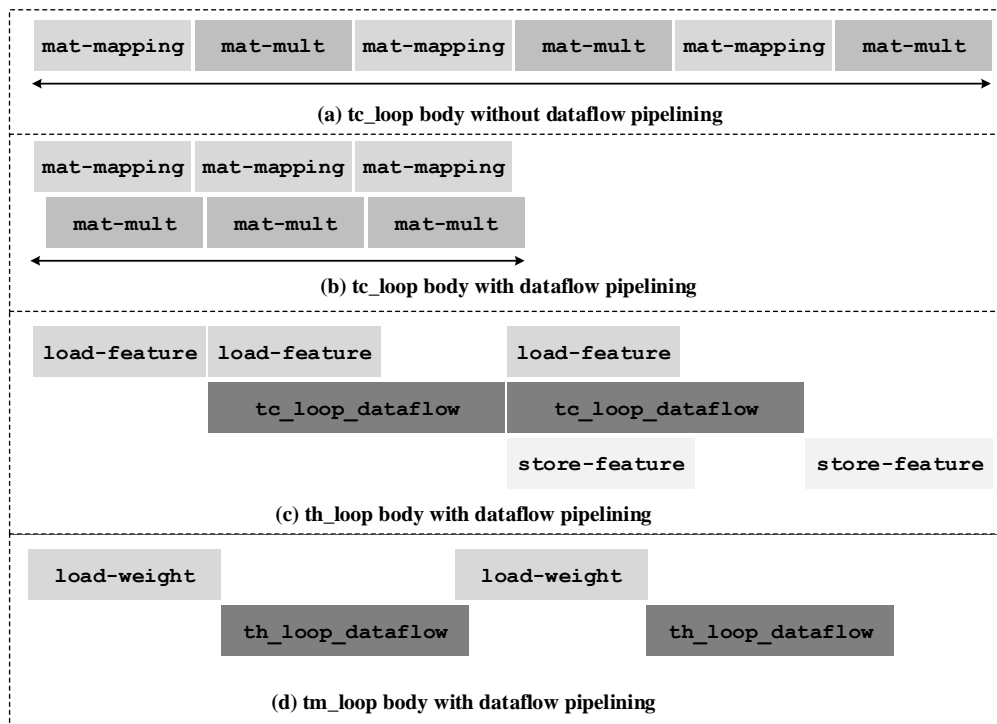 mat-mapping mat-mult mat-mapping mat-mult mat-mapping mat-mult
(a) tc_loop body without dataflow pipelining
mat-mapping mat-mapping mat-mapping
mat-mult mat-mult mat-mult
(b) tc_loop body with dataflow pipelining
load-feature load-feature load-feature
tc_loop_dataflow tc_loop_dataflow
store-feature store-feature
(c) th_loop body with dataflow pipelining
load-weight load-weight
th_loop_dataflow th_loop_dataflow
(d) tm_loop body with dataflow pipelining